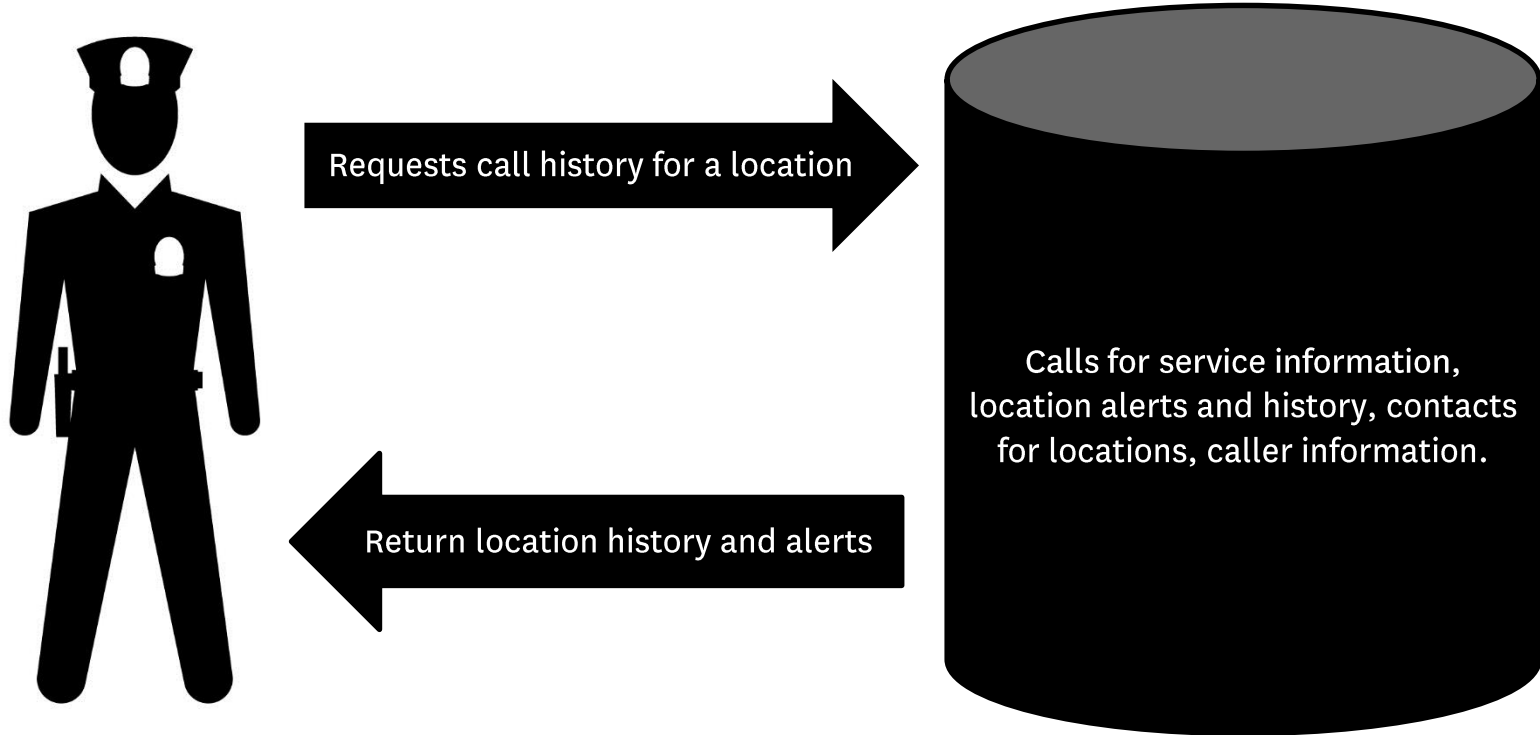 Requests call history for a location
Calls for service information,
location alerts and history, contacts
for locations, caller information.
Return location history and alerts